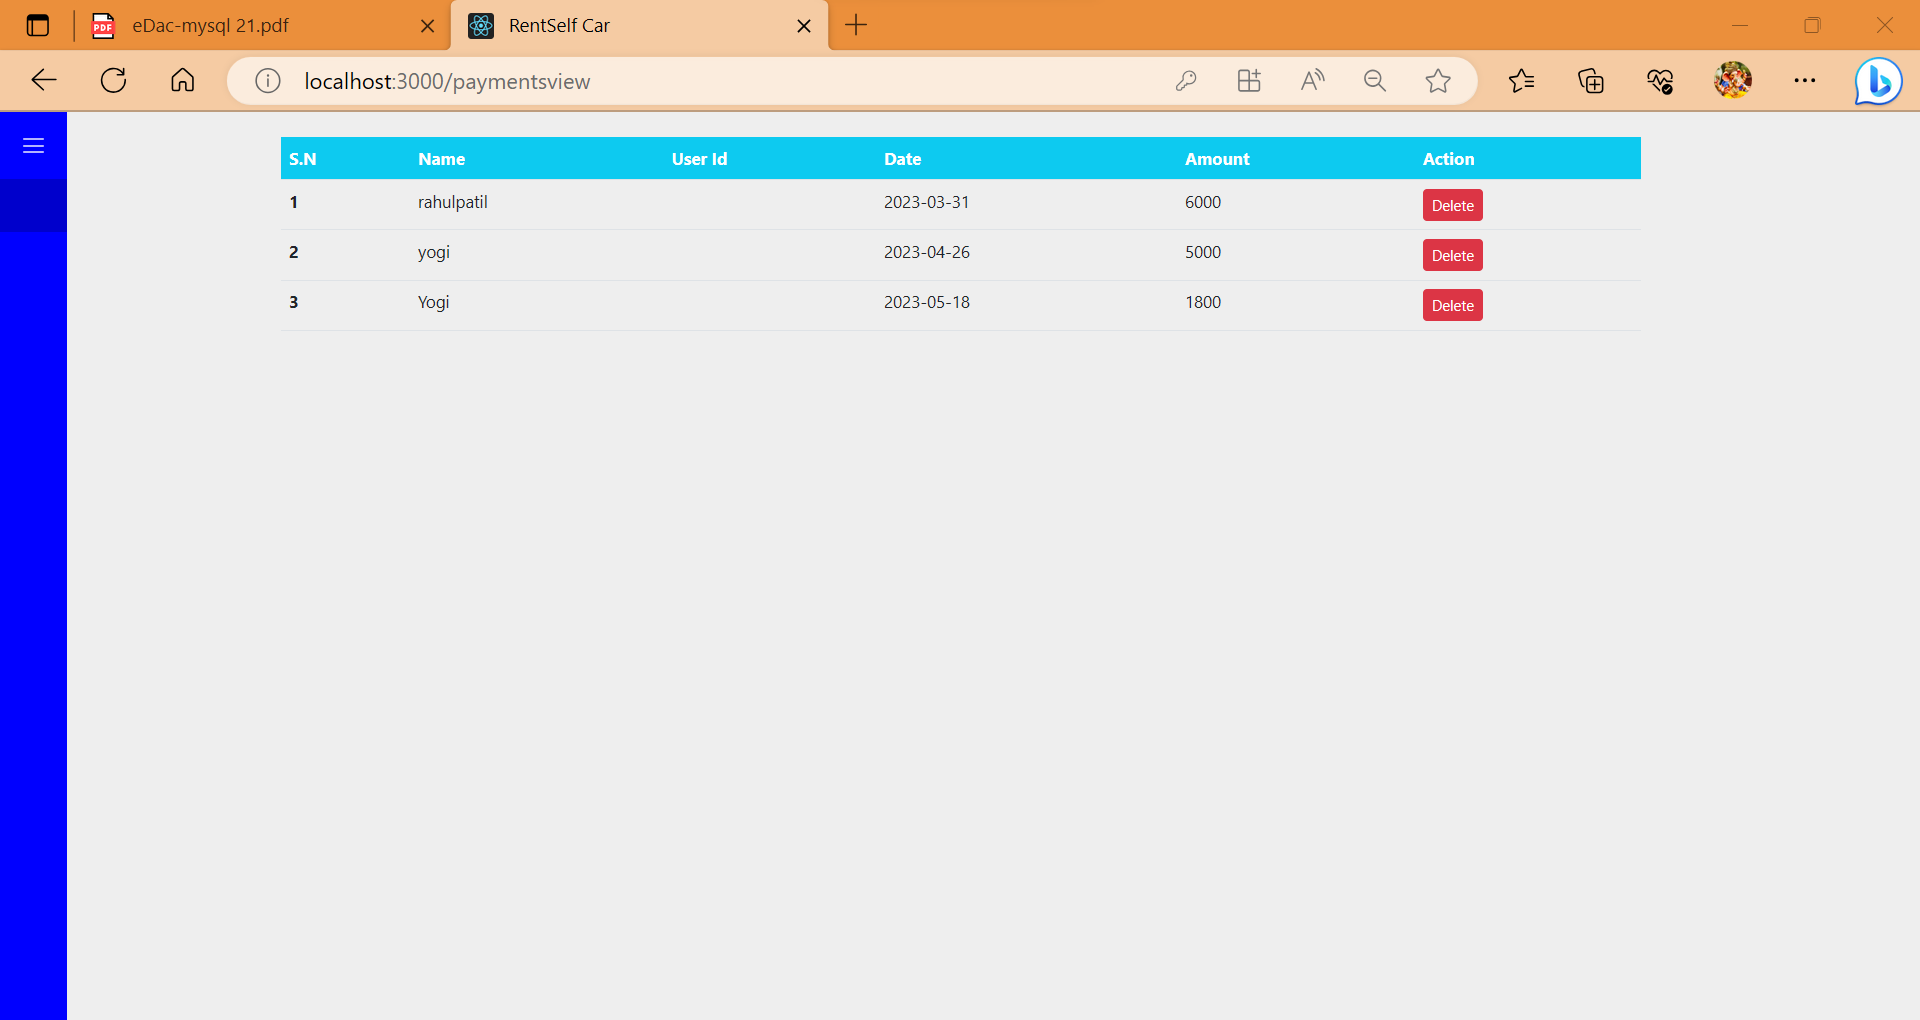 eDac-mysql 21.pdf RentSelf Car
localhost:3000/paymentsview
S.N Name User Id Date Amount Action
1 rahulpatil 2023-03-31 6000 Delete
2 yogi 2023-04-26 5000 Delete
3 Yogi 2023-05-18 1800 Delete